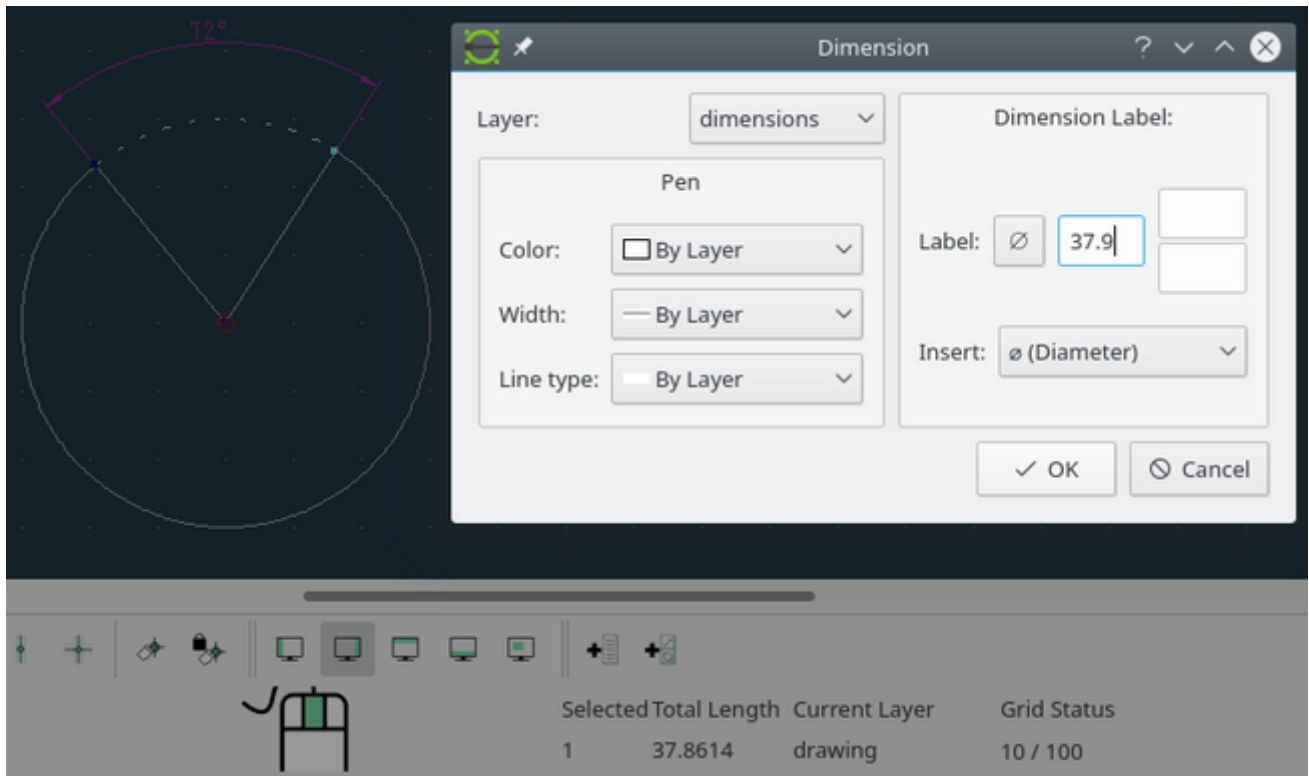 72°
Dimension
Layer: dimensions
Pen
Color: By Layer
Width: By Layer
Line type: By Layer
Dimension Label:
Label: ⌀ 37.9
Insert: ⌀ (Diameter)
OK Cancel
Selected Total Length Current Layer Grid Status
1 37.8614 drawing 10 / 100